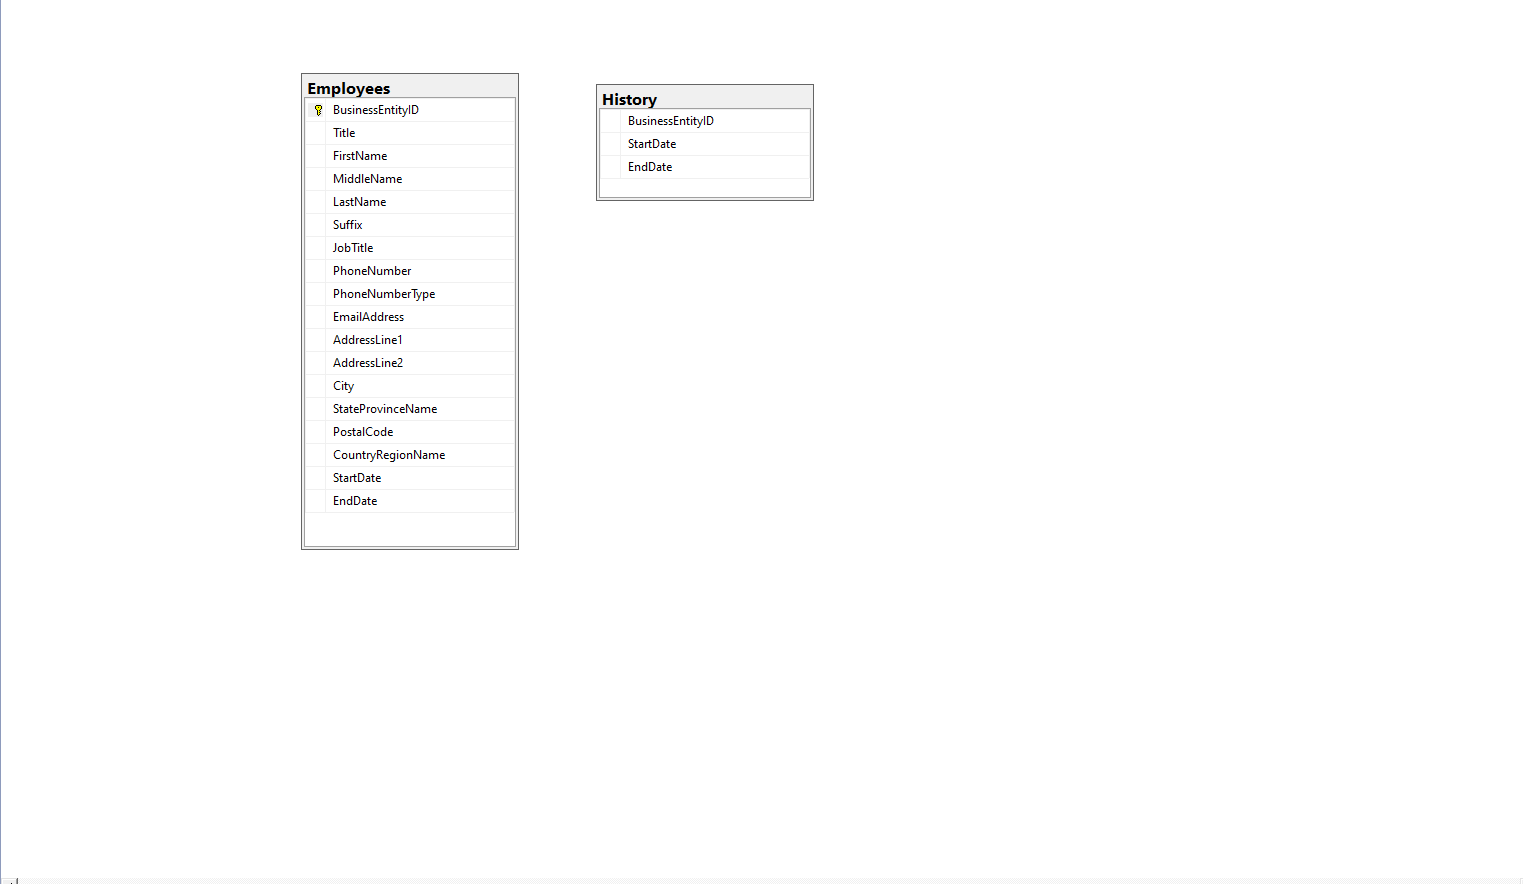 Employees
BusinessEntityID
Title
FirstName
MiddleName
LastName
Suffix
JobTitle
PhoneNumber
PhoneNumberType
EmailAddress
AddressLine1
AddressLine2
City
StateProvinceName
PostalCode
CountryRegionName
StartDate
EndDate
History
BusinessEntityID
StartDate
EndDate